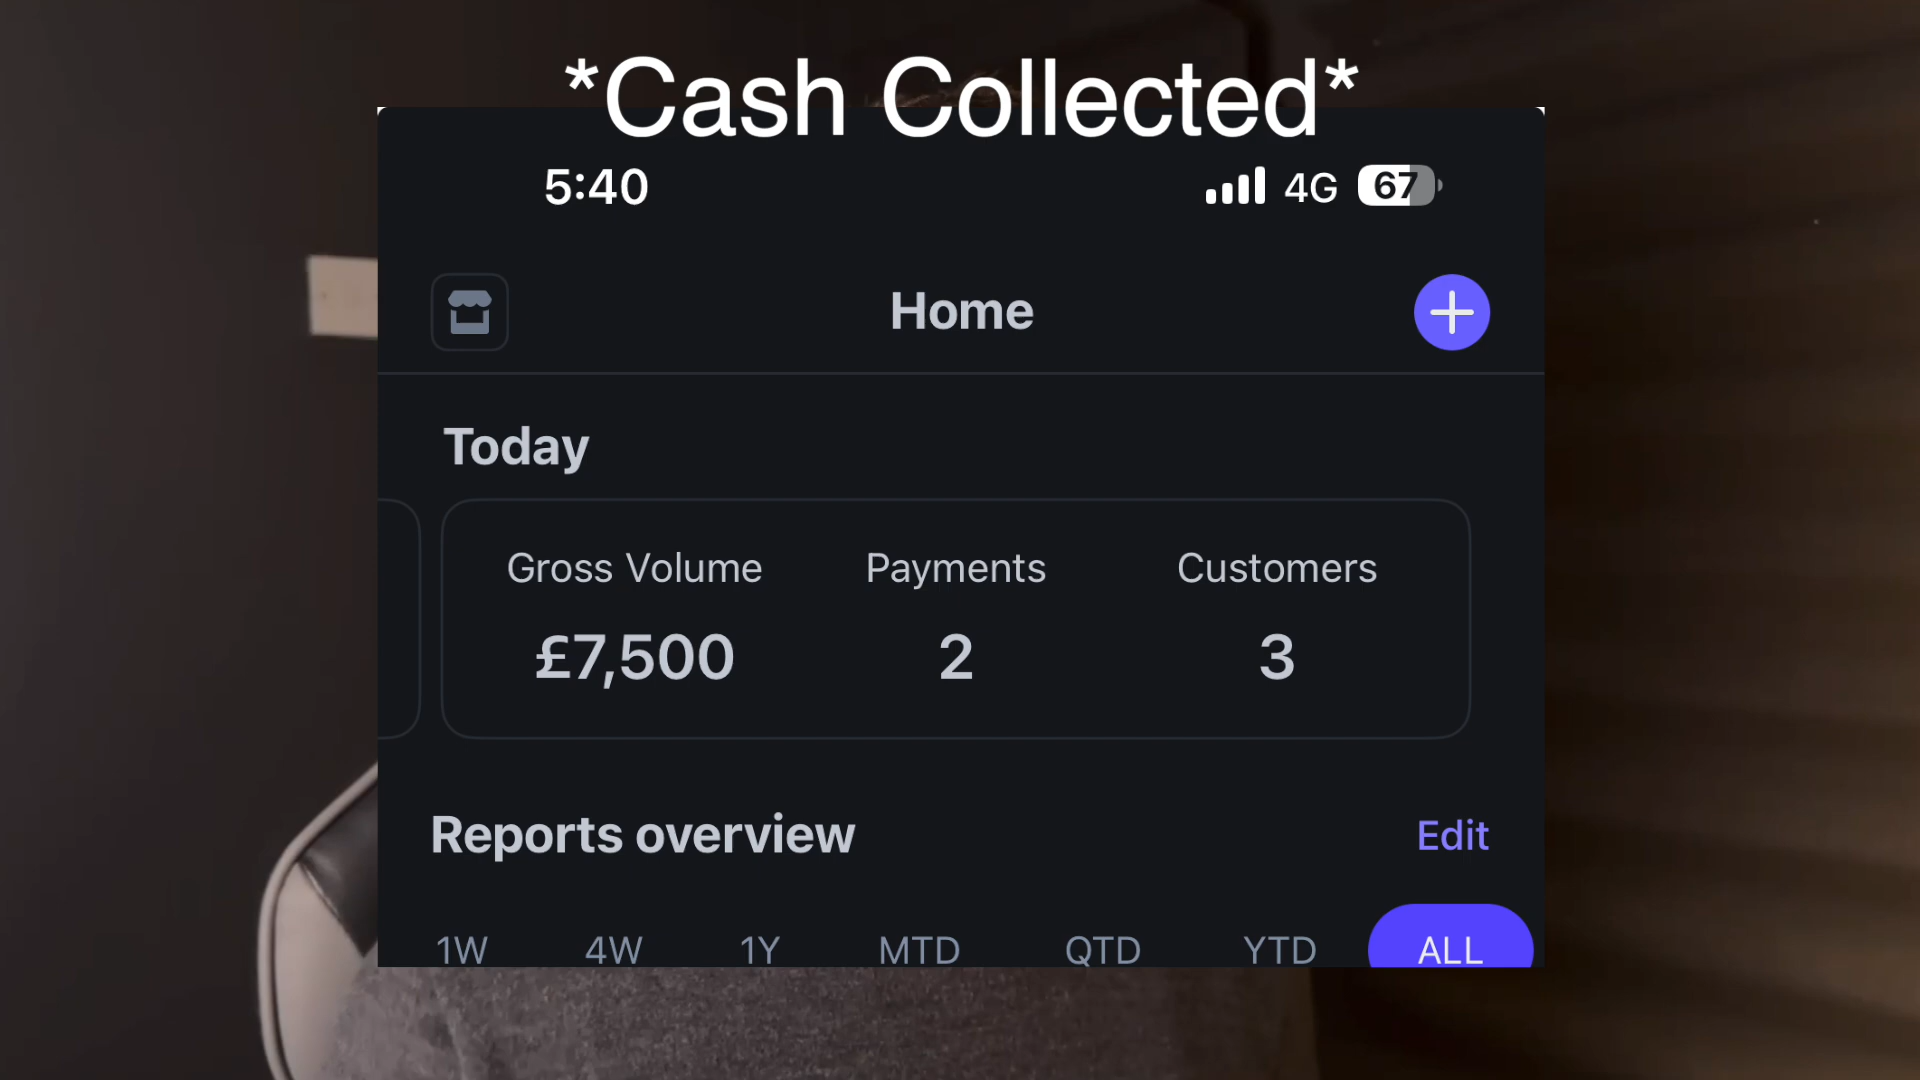 *Cash Collected*
5:40 4G 67
Home
Today
Gross Volume Payments Customers
£7,500 2 3
Reports overview Edit
1W 4W 1Y MTD QTD YTD ALL